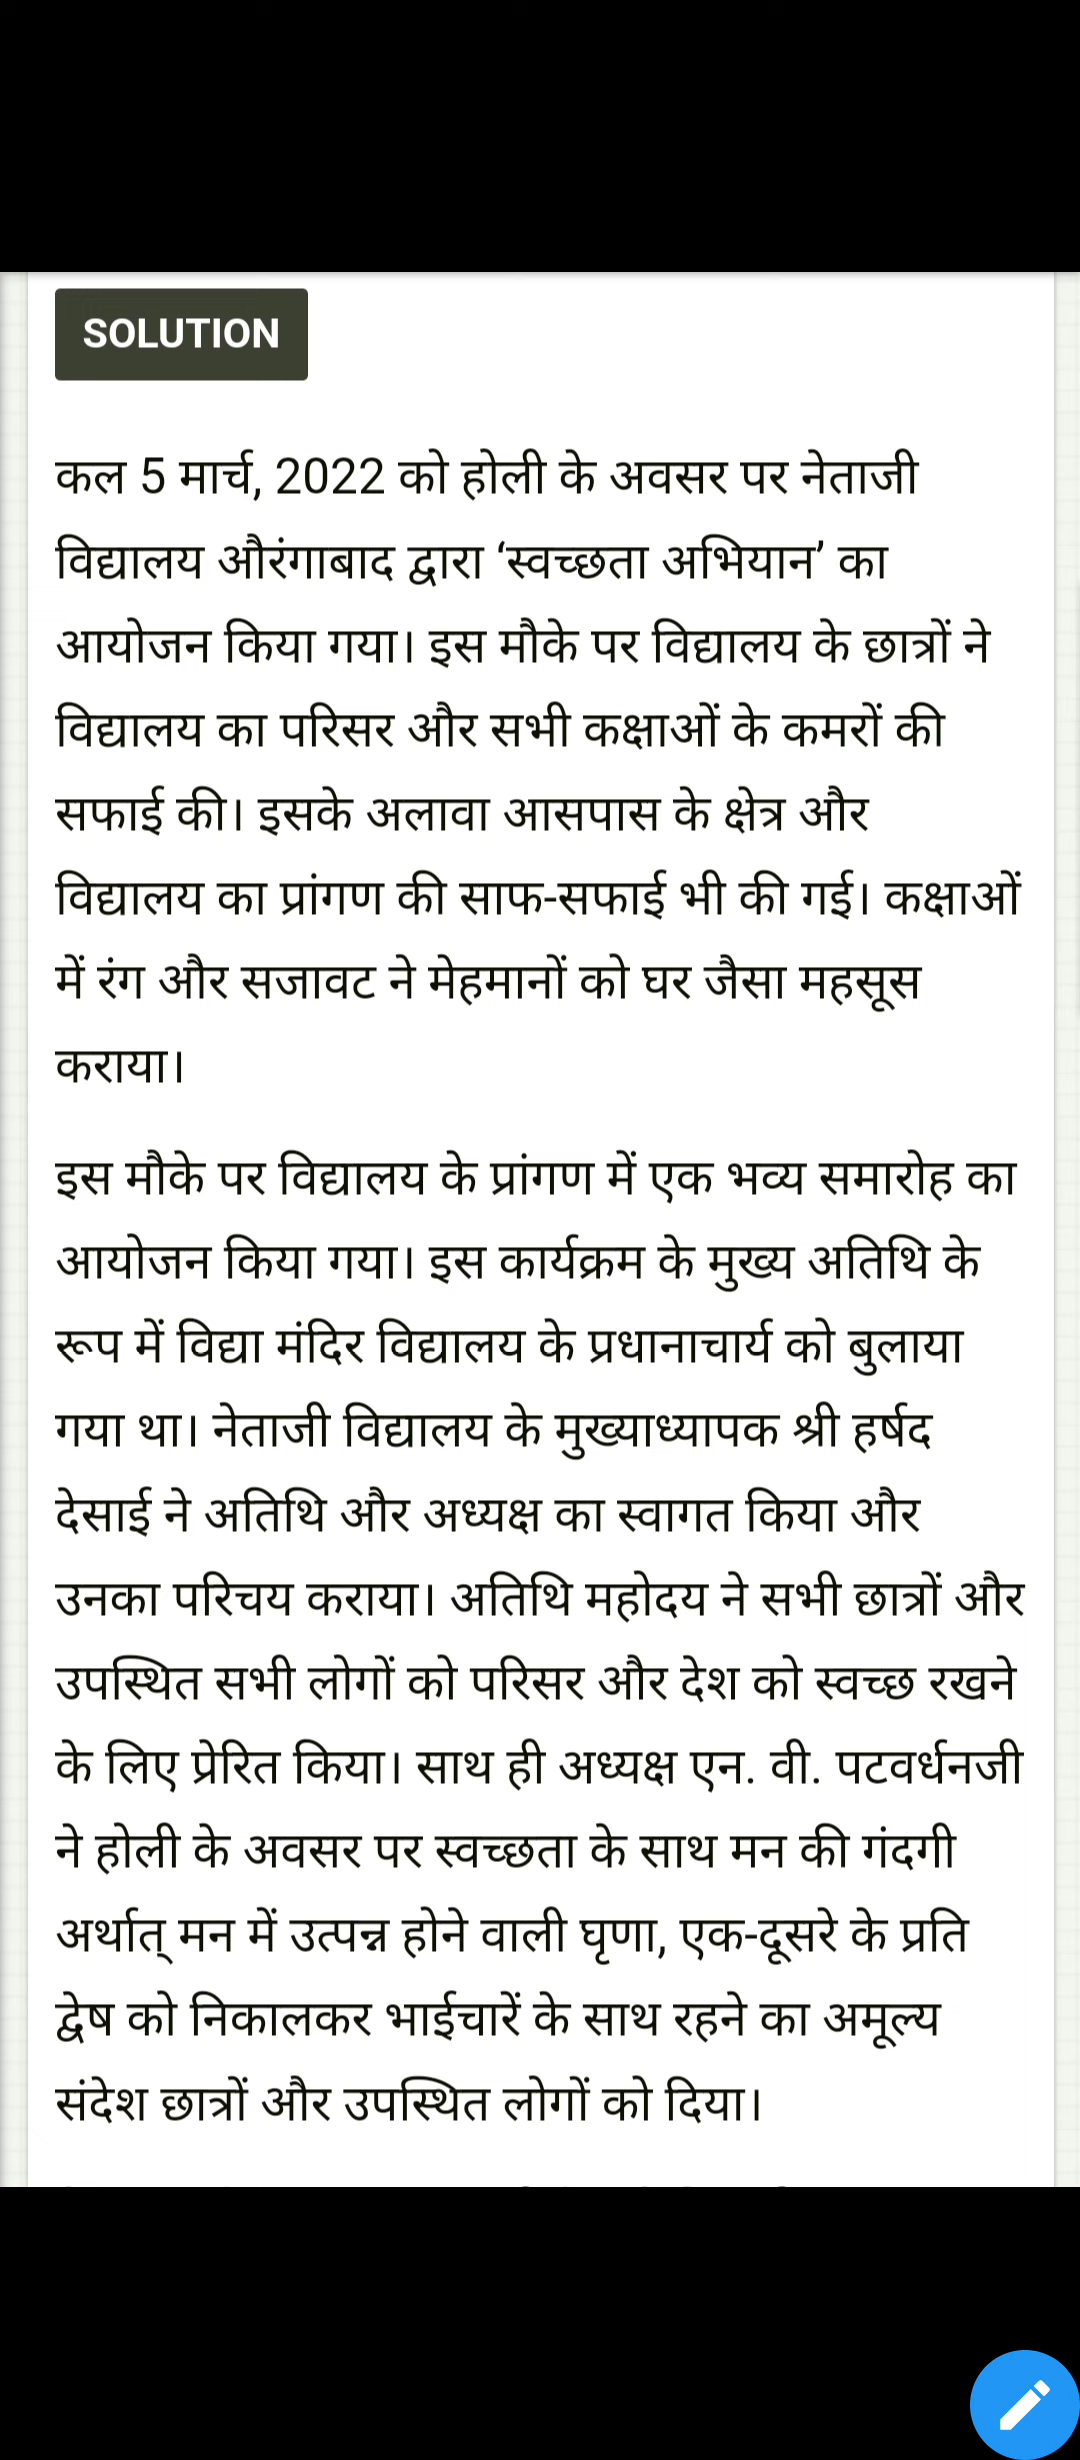 SOLUTION
कल 5 मार्च, 2022 को होली के अवसर पर नेताजी
विद्यालय औरंगाबाद द्वारा ‘स्वच्छता अभियान’ का
आयोजन किया गया। इस मौके पर विद्यालय के छात्रों ने
विद्यालय का परिसर और सभी कक्षाओं के कमरों की
सफाई की। इसके अलावा आसपास के क्षेत्र और
विद्यालय का प्रांगण की साफ-सफाई भी की गई। कक्षाओं
में रंग और सजावट ने मेहमानों को घर जैसा महसूस
कराया।
इस मौके पर विद्यालय के प्रांगण में एक भव्य समारोह का
आयोजन किया गया। इस कार्यक्रम के मुख्य अतिथि के
रूप में विद्या मंदिर विद्यालय के प्रधानाचार्य को बुलाया
गया था। नेताजी विद्यालय के मुख्याध्यापक श्री हर्षद
देसाई ने अतिथि और अध्यक्ष का स्वागत किया और
उनका परिचय कराया। अतिथि महोदय ने सभी छात्रों और
उपस्थित सभी लोगों को परिसर और देश को स्वच्छ रखने
के लिए प्रेरित किया। साथ ही अध्यक्ष एन. वी. पटवर्धनजी
ने होली के अवसर पर स्वच्छता के साथ मन की गंदगी
अर्थात् मन में उत्पन्न होने वाली घृणा, एक-दूसरे के प्रति
द्वेष को निकालकर भाईचारें के साथ रहने का अमूल्य
संदेश छात्रों और उपस्थित लोगों को दिया।